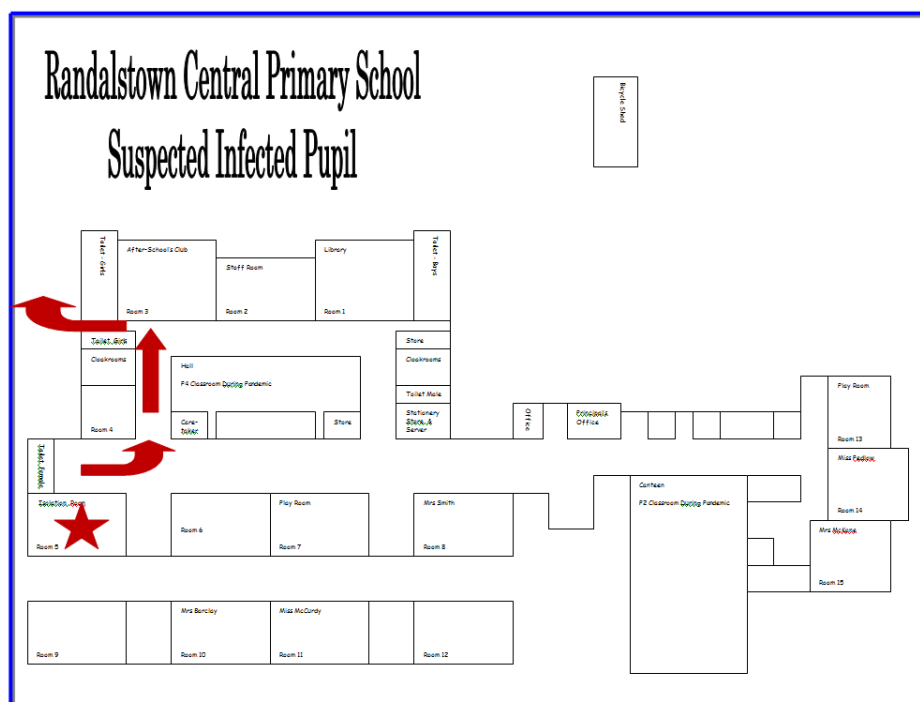 Randalstown Central Primary School
Suspected Infected Pupil
Bicycle Shed
Toilet - Girls
After-Schools Club
Room 3
Staff Room
Room 2
Library
Room 1
Toilet - Boys
Toilet Girls
Cloakrooms
Room 4
Hall
P4 Classroom During Pandemic
Care-
taker
Store
Store
Cloakrooms
Toilet Male
Stationery
Store &
Server
Office
Principals
Office
Play Room
Room 13
Miss Fedlow
Room 14
Mrs McKane
Room 15
Canteen
P2 Classroom During Pandemic
Toilet Female
Isolation Room
Room 5
Room 6
Play Room
Room 7
Mrs Smith
Room 8
Room 9
Mrs Barclay
Room 10
Miss McCurdy
Room 11
Room 12